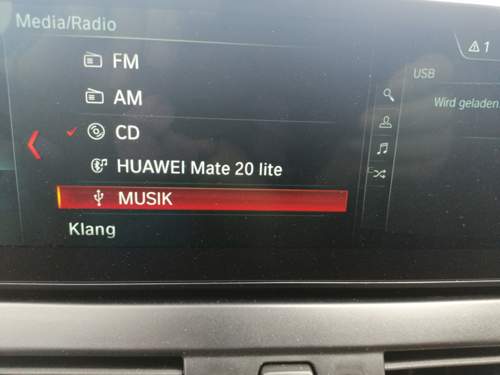 Media/Radio
FM
AM
CD
HUAWEI Mate 20 lite
MUSIK
Klang
1
USB
Wird geladen.